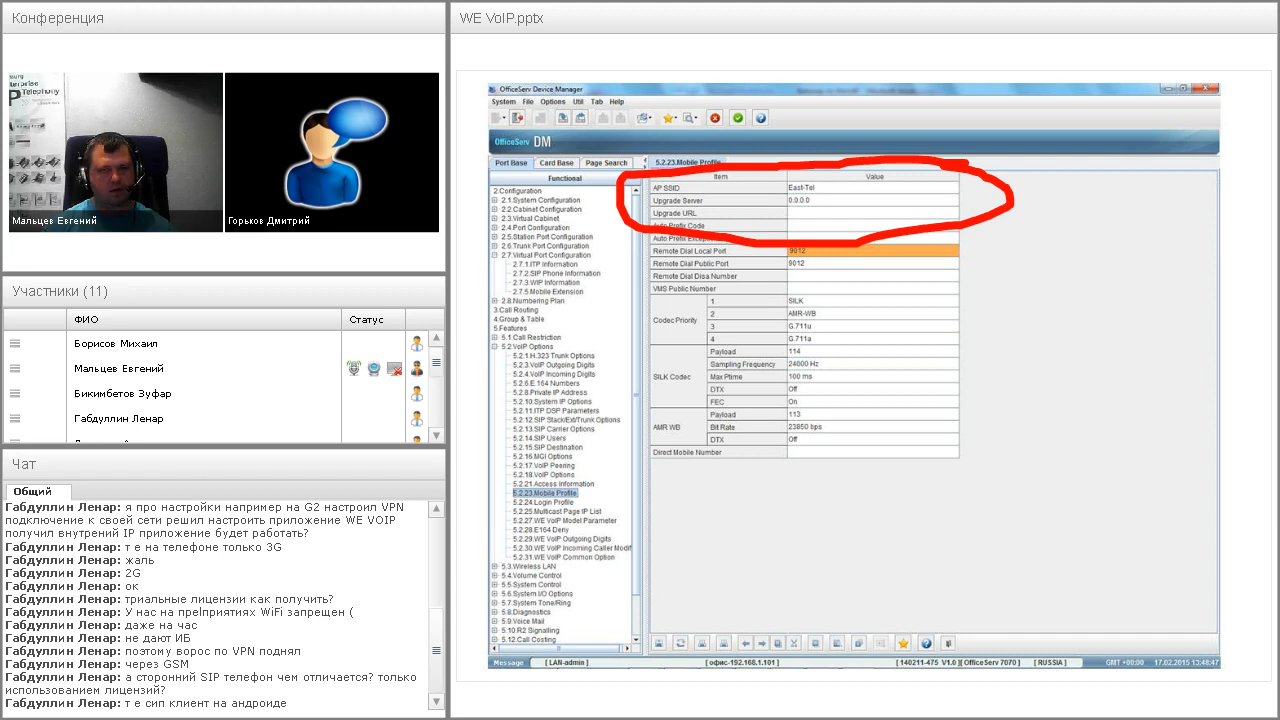 Конференция
Мальцев Евгений
Горьков Дмитрий
Участники (11)
ФИО
Статус
Борисов Михаил
Мальцев Евгений
Бикимбетов Зуфар
Габдуллин Ленар
Чат
Общий
подключение к своей сети решил настроить приложение WE VOIP
получил внутрений IP приложение будет работать?
Габдуллин Ленар: т е на телефоне только 3G
Габдуллин Ленар: жаль
Габдуллин Ленар: 2G
Габдуллин Ленар: ок
Габдуллин Ленар: триальные лицензии как получить?
Габдуллин Ленар: У нас на преlпряитиях WiFi запрещен (
Габдуллин Ленар: даже на час
Габдуллин Ленар: не дают ИБ
Габдуллин Ленар: паэтому ворос по VPN поднял
Габдуллин Ленар: через GSM
Габдуллин Ленар: а сторонний SIP телефон чем отличается? только
использованием лицензий?
Габдуллин Ленар: т е сип клиент на андроиде
WE VoIP.pptx
OfficeServ Device Manager
System File Options Util Tab Help
OfficeServ DM
Port Base Card Base Page Search
Functional
2.Configuration
2.1.System Configuration
2.2.Cabinet Configuration
2.3.Virtual Cabinet
2.4.Port Configuration
2.5.Station Port Configuration
2.6.Trunk Port Configuration
2.7.Virtual Port Configuration
2.7.1.ITP Information
2.7.2.SIP Phone Information
2.7.3.WIP Information
2.7.5.Mobile Extension
2.8.Numbering Plan
3.Call Routing
4.Group & Table
5.Features
5.1.Call Restriction
5.2.VoIP Options
5.2.1.H.323 Trunk Options
5.2.3.VoIP Outgoing Digits
5.2.4.VoIP Incoming Digits
5.2.6.E.164 Numbers
5.2.8.Private IP Address
5.2.10.System IP Options
5.2.11.ITP DSP Parameters
5.2.12.SIP Stack/Ext/Trunk Options
5.2.13.SIP Carrier Options
5.2.14.SIP Users
5.2.15.SIP Destination
5.2.16.MGI Options
5.2.17.VoIP Peering
5.2.18.VoIP Options
5.2.21.Access Information
5.2.23.Mobile Profile
5.2.24.Login Profile
5.2.25.Multicast Page IP List
5.2.27.WE VoIP Model Parameter
5.2.28.E164 Deny
5.2.29.WE VoIP Outgoing Digits
5.2.30.WE VoIP Incoming Caller Modif
5.2.31.WE VoIP Common Option
5.3.Wireless LAN
5.4.Volume Control
5.5.System Control
5.6.System I/O Options
5.7.System Tone/Ring
5.8.Diagnostics
5.9.Voice Mail
5.10.R2 Signalling
5.12.Call Costing
5.2.23.Mobile Profile
Item Value
AP SSID East-Tel
Upgrade Server 0.0.0.0
Upgrade URL
Auto Prefix Code
Remote Dial Local Port 9012
Remote Dial Public Port 9012
Remote Dial Disa Number
VMS Public Number
Codec Priority
1 SILK
2 AMR-WB
3 G.711u
4 G.711a
SILK Codec
Payload 114
Sampling Frequency 24000 Hz
Max Ptime 100 ms
DTX Off
FEC On
AMR WB
Payload 113
Bit Rate 23850 bps
DTX Off
Direct Mobile Number
Message [ LAN-admin ] [ офис-192.168.1.101 ] [ 140211-475 V1.0 ][ OfficeServ 7070 ] [ RUSSIA ] GMT +00:00 17.02.2015 13:48:47